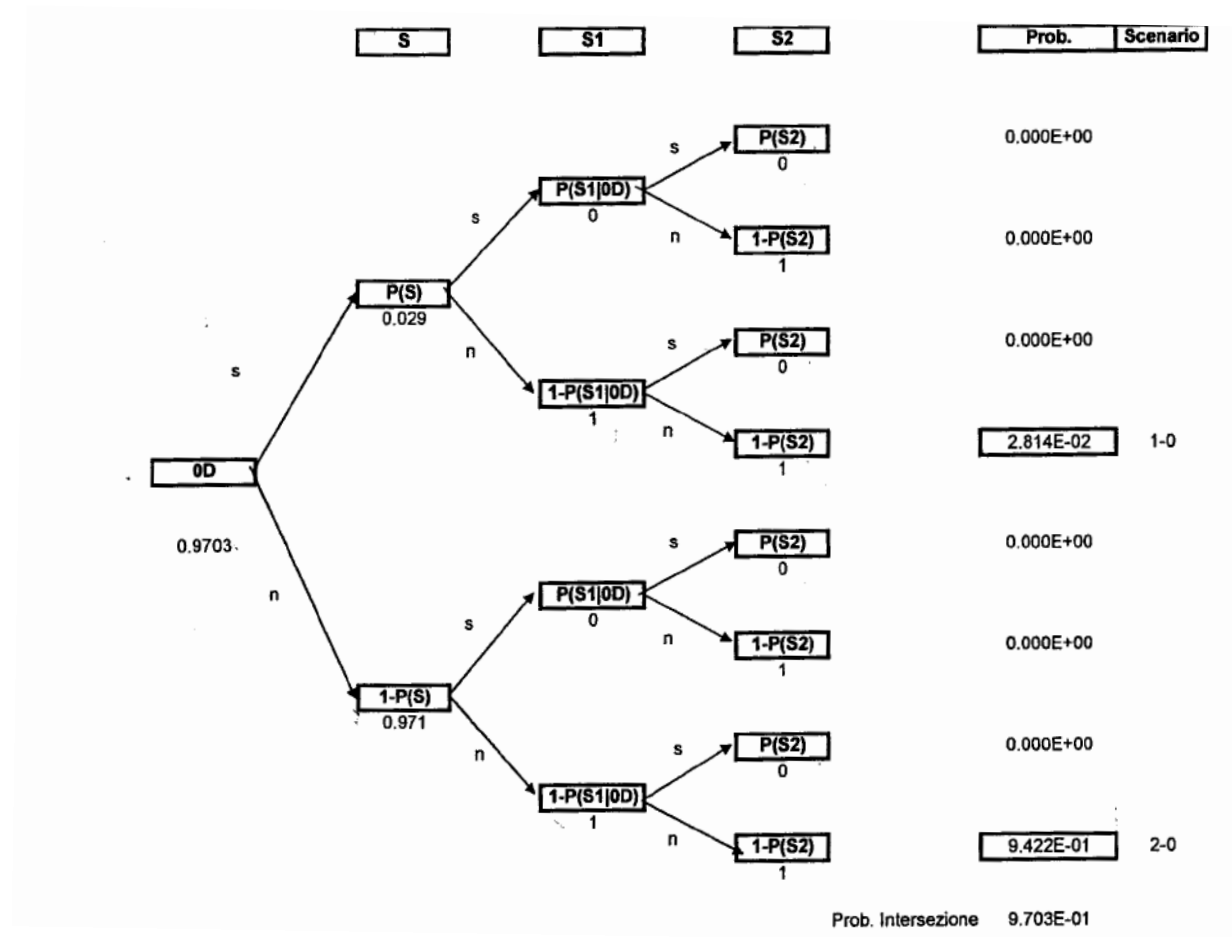 S S1 S2 Prob. Scenario
s P(S2) 0.000E+00
0
P(S1|0D)
0
s n 1-P(S2) 0.000E+00
1
P(S)
0.029
s P(S2) 0.000E+00
0
n
s
1-P(S1|0D)
1
n 1-P(S2) 2.814E-02 1-0
1
0D
0.9703
s P(S2) 0.000E+00
0
n
P(S1|0D)
0
s n 1-P(S2) 0.000E+00
1
1-P(S)
0.971
s P(S2) 0.000E+00
0
n
1-P(S1|0D)
1
n 1-P(S2) 9.422E-01 2-0
1
Prob. Intersezione 9.703E-01